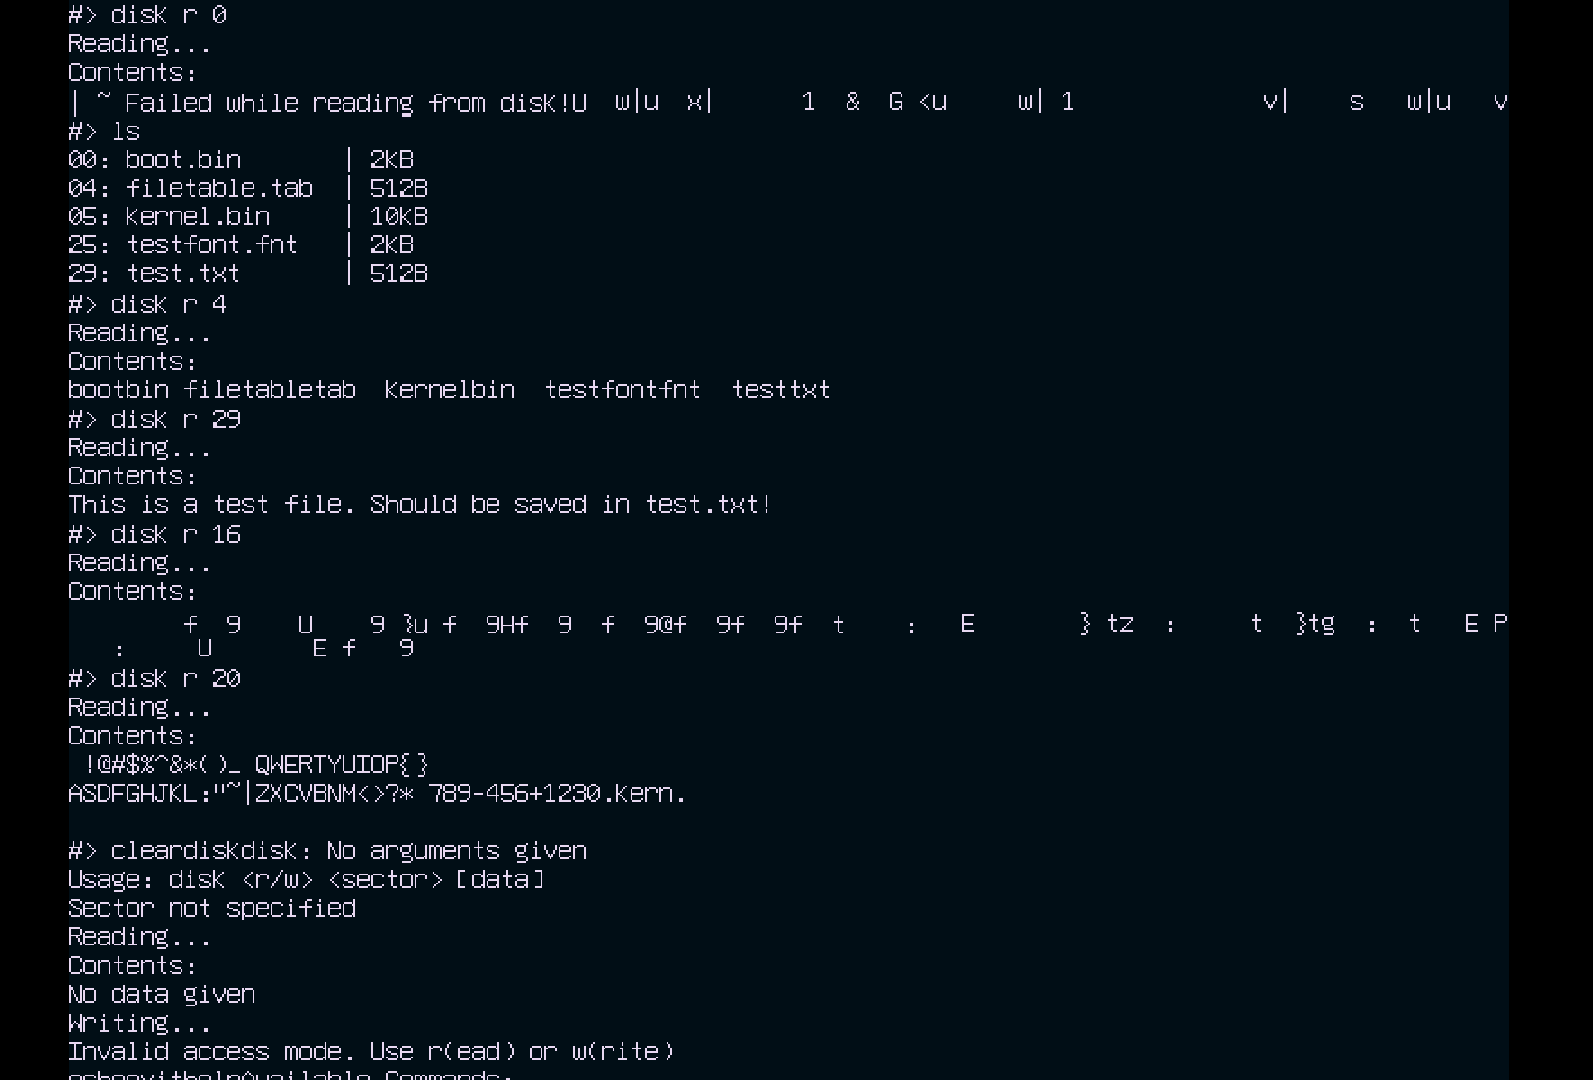 #> disk r 0
Reading...
Contents:
| ~ Failed while reading from disk!U  w|u  x|      1  &  G <u     w| 1             v|    s   w|u   v
#> ls
00: boot.bin       | 2KB
04: filetable.tab  | 512B
05: kernel.bin     | 10KB
25: testfont.fnt   | 2KB
29: test.txt       | 512B
#> disk r 4
Reading...
Contents:
bootbin filetabletab  kernelbin  testfontfnt  testtxt
#> disk r 29
Reading...
Contents:
This is a test file. Should be saved in test.txt!
#> disk r 16
Reading...
Contents:
        f  9    U    9 }u f  9Hf  9  f  9@f  9f  9f  t    :   E       } tz  :     t  }tg  :  t   E P
   :     U       E f   9
#> disk r 20
Reading...
Contents:
 !@#$%^&*()_ QWERTYUIOP{}
ASDFGHJKL:"~|ZXCVBNM<>?* 789-456+1230.kern.
#> cleardiskdisk: No arguments given
Usage: disk <r/w> <sector> [data]
Sector not specified
Reading...
Contents:
No data given
Writing...
Invalid access mode. Use r(ead) or w(rite)
Available Commands: